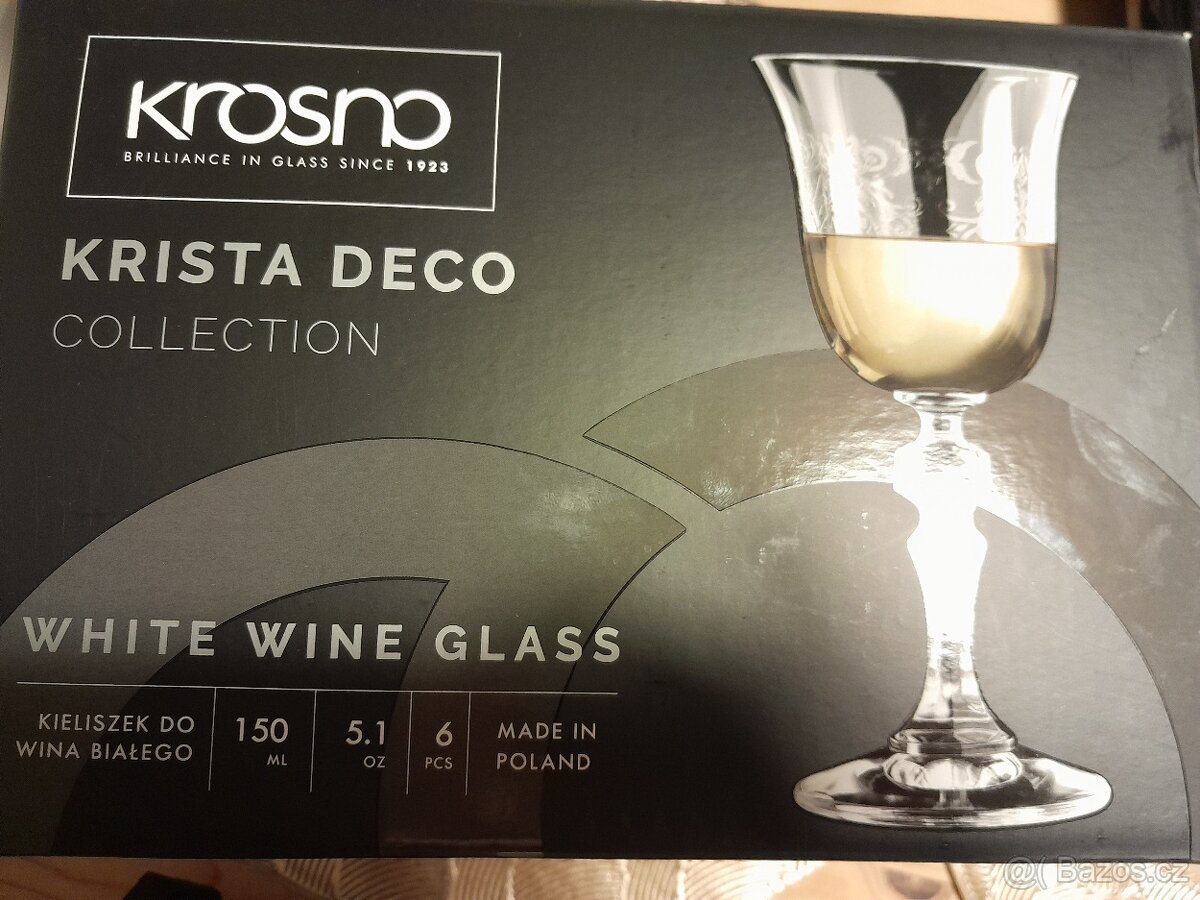 krosno
BRILLIANCE IN GLASS SINCE 1923
KRISTA DECO
COLLECTION
WHITE WINE GLASS
KIELISZEK DO
WINA BIAŁEGO
150
ML
5.1
OZ
6
PCS
MADE IN
POLAND
@( Bazos.cz